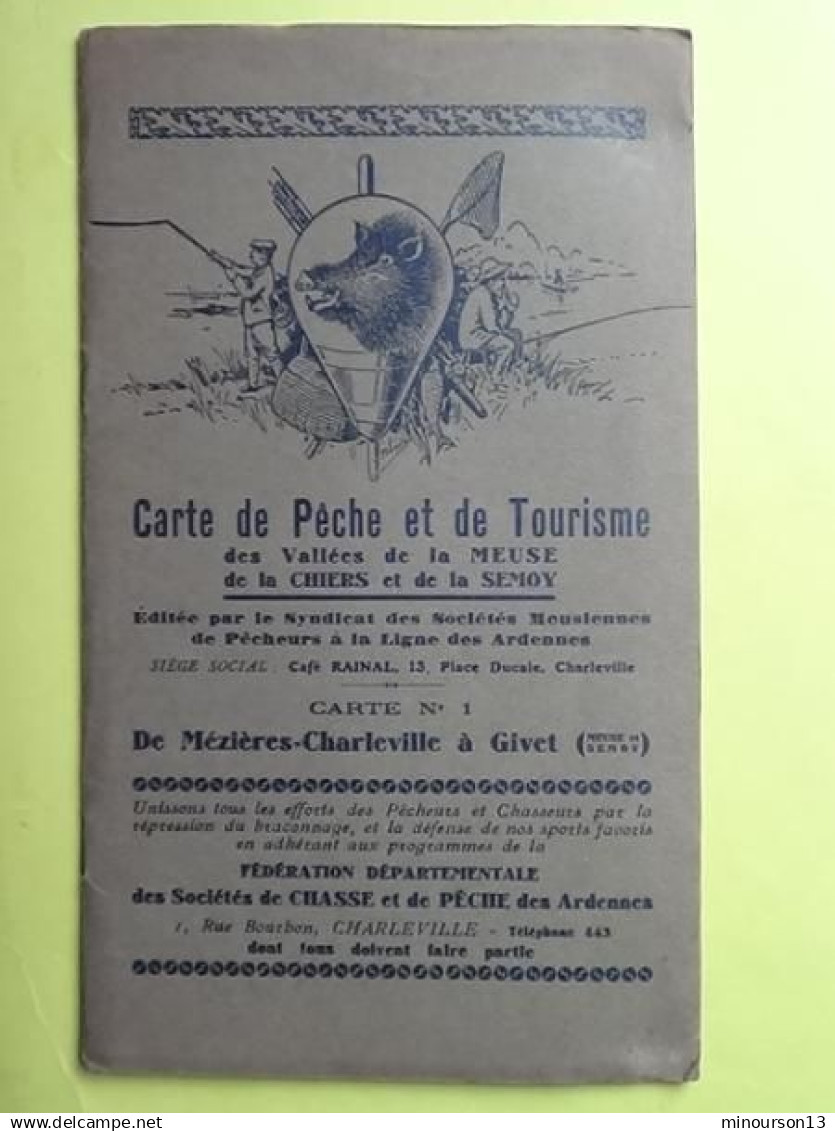 Carte de Pêche et de Tourisme
des Vallées de la MEUSE
de la CHIERS et de la SEMOY
Éditée par le Syndicat des Sociétés Mousiennes
de Pêcheurs à la Ligne des Ardennes
SIÈGE SOCIAL : Café RAINAL, 13, Place Ducale, Charleville
CARTE No 1
De Mézières-Charleville à Givet (MEUSE et SEMOY)
Unissons tous les efforts des Pêcheurs et Chasseurs par la
répression du braconnage, et la défense de nos sports favoris
en adhérant aux programmes de la
FÉDÉRATION DÉPARTEMENTALE
des Sociétés de CHASSE et de PÊCHE des Ardennes
1, Rue Bourbon, CHARLEVILLE - Téléphone 443
dont tous doivent faire partie
delcampe.net
minourson13